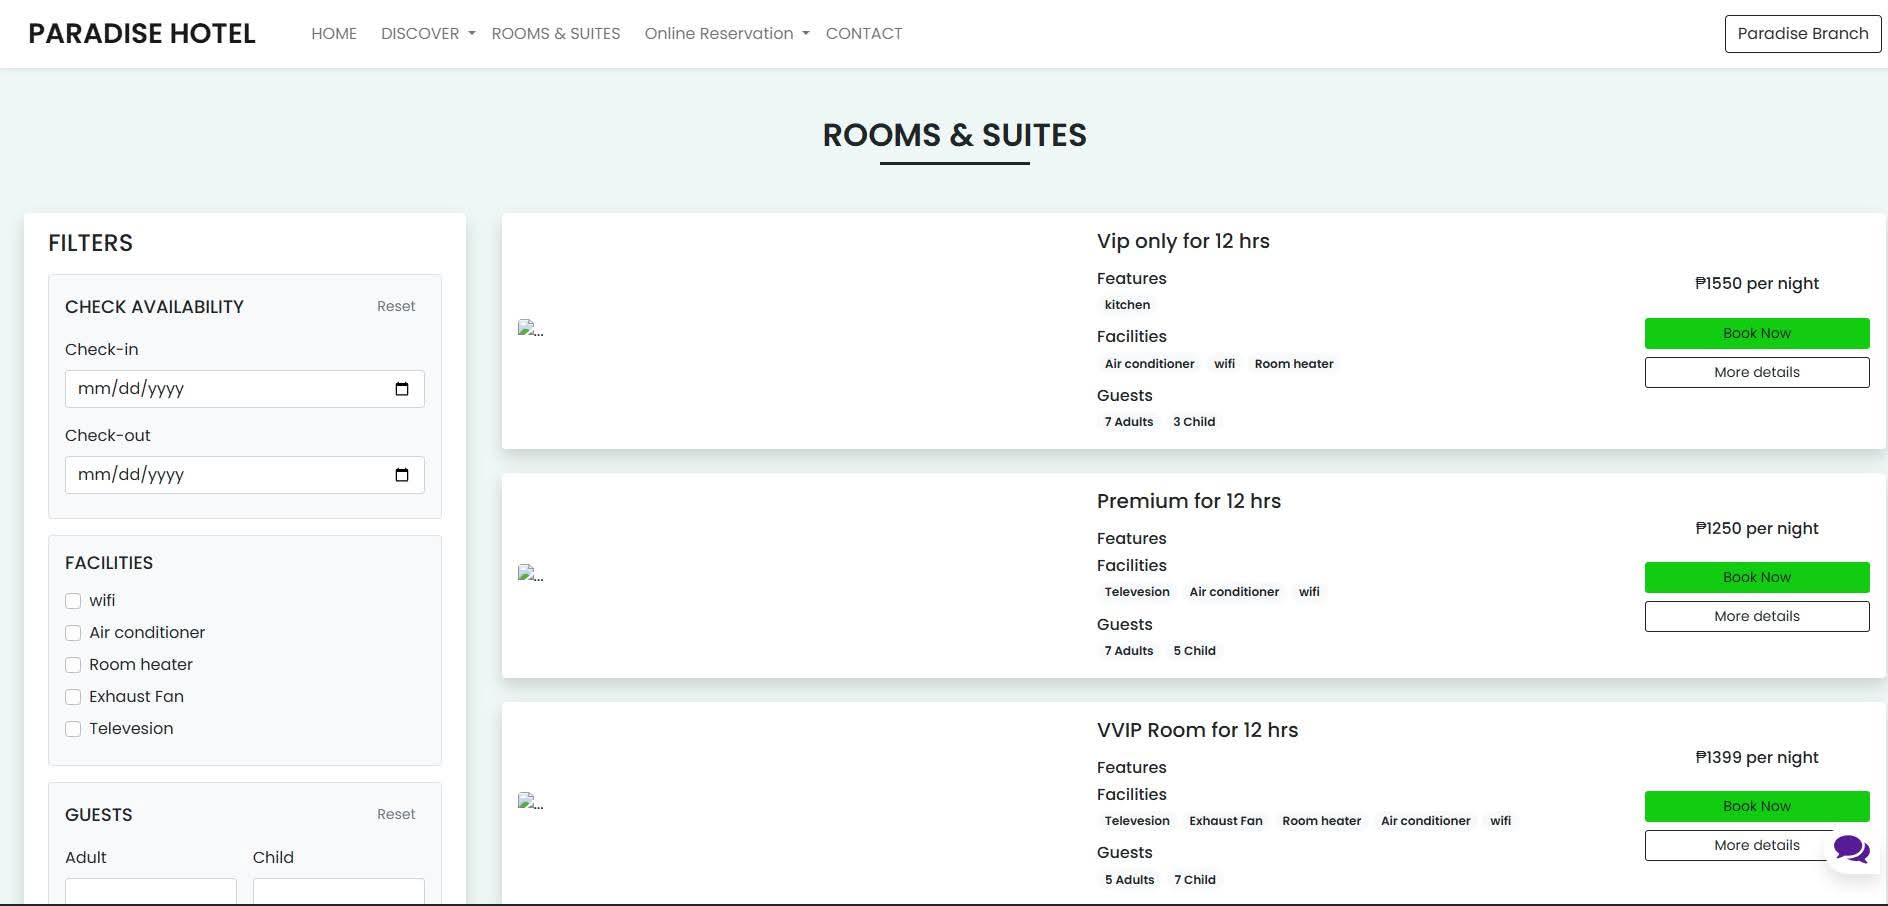 PARADISE HOTEL HOME DISCOVER ROOMS & SUITES Online Reservation CONTACT Paradise Branch
ROOMS & SUITES
FILTERS
CHECK AVAILABILITY Reset
Check-in
mm/dd/yyyy
Check-out
mm/dd/yyyy
FACILITIES
wifi
Air conditioner
Room heater
Exhaust Fan
Televesion
GUESTS Reset
Adult Child
...
Vip only for 12 hrs
Features
kitchen
Facilities
Air conditioner wifi Room heater
Guests
7 Adults 3 Child
₱1550 per night
Book Now
More details
...
Premium for 12 hrs
Features
Facilities
Televesion Air conditioner wifi
Guests
7 Adults 5 Child
₱1250 per night
Book Now
More details
...
VVIP Room for 12 hrs
Features
Facilities
Televesion Exhaust Fan Room heater Air conditioner wifi
Guests
5 Adults 7 Child
₱1399 per night
Book Now
More details